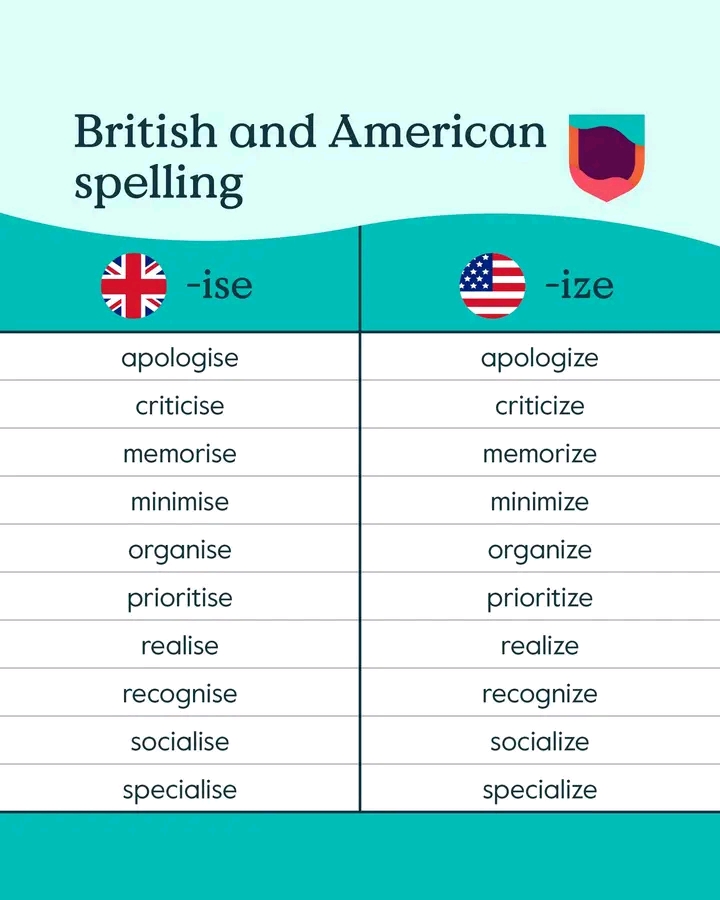 British and American
spelling
-ise -ize
apologise apologize
criticise criticize
memorise memorize
minimise minimize
organise organize
prioritise prioritize
realise realize
recognise recognize
socialise socialize
specialise specialize